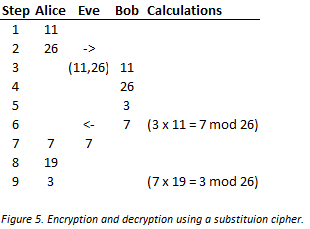 Step Alice Eve Bob Calculations
1 11
2 26 ->
3 (11,26) 11
4 26
5 3
6 <- 7 (3 x 11 = 7 mod 26)
7 7 7
8 19
9 3 (7 x 19 = 3 mod 26)
Figure 5. Encryption and decryption using a substituion cipher.